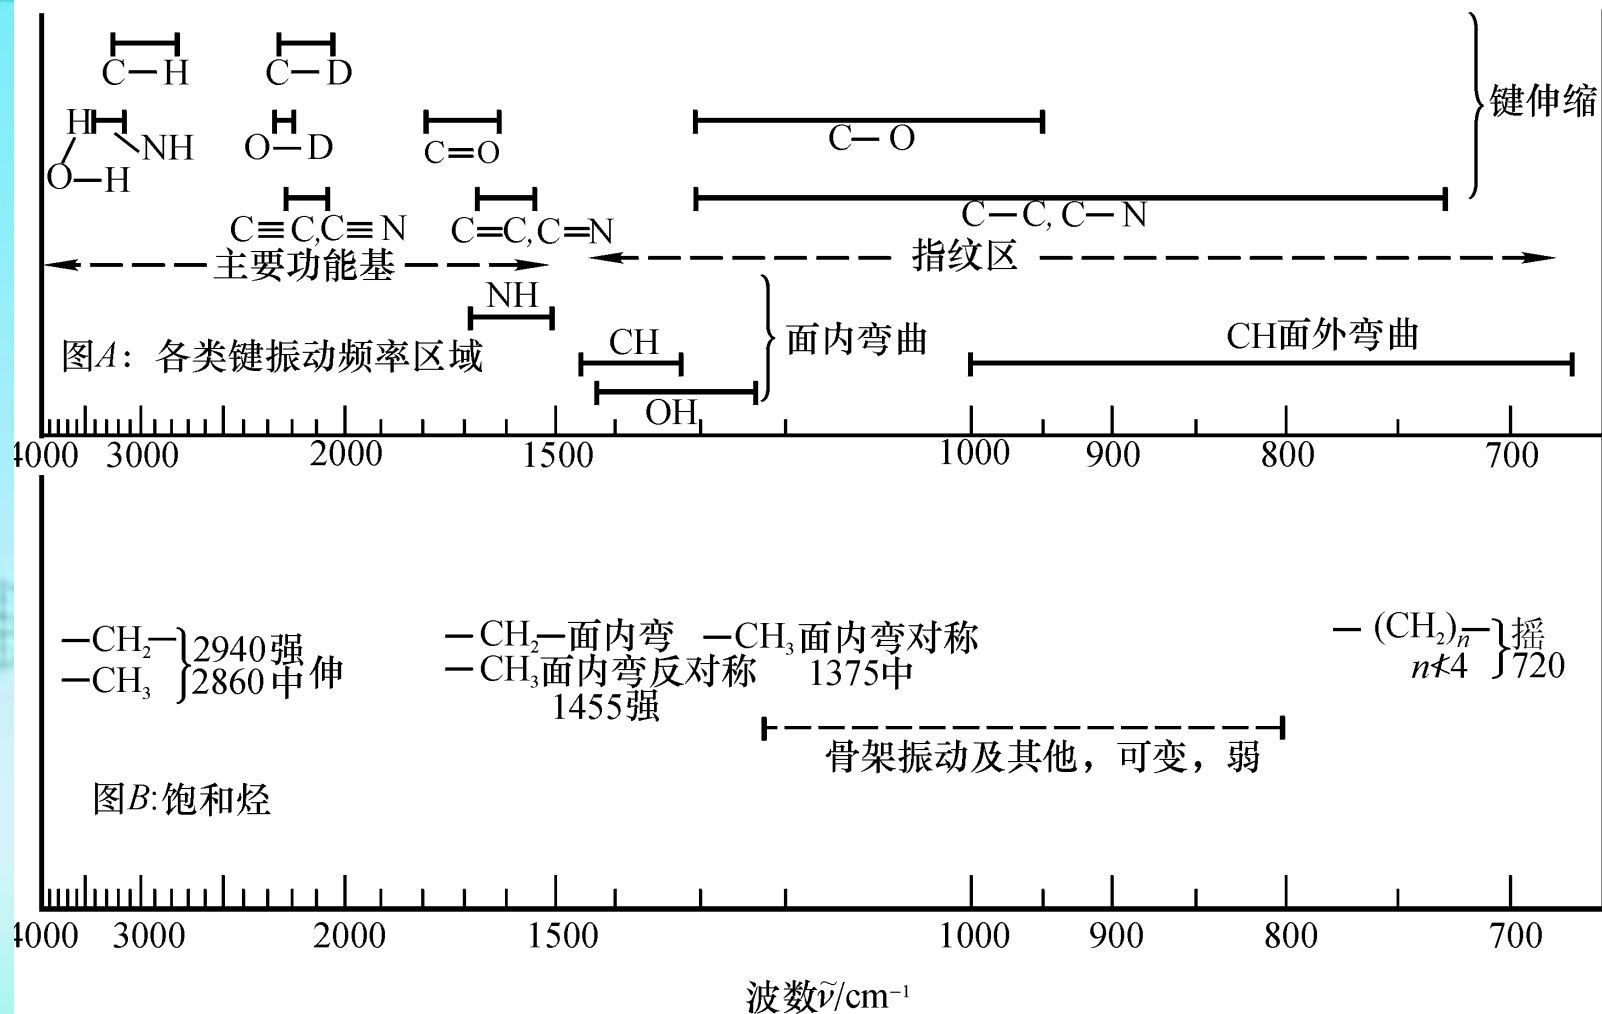 C—H
C—D
键伸缩
H
NH
O—H
O—D
C=O
C—O
C≡C,C≡N
C=C,C=N
C—C,C—N
主要功能基
指纹区
NH
图A：各类键振动频率区域
CH
面内弯曲
CH面外弯曲
OH
4000 3000 2000 1500 1000 900 800 700
—CH₂—
—CH₃
2940强
2860中
伸
—CH₂—面内弯
—CH₃面内弯反对称
1455强
—CH₃面内弯对称
1375中
—(CH₂)ₙ—
n≮4
摇
720
骨架振动及其他，可变，弱
图B:饱和烃
4000 3000 2000 1500 1000 900 800 700
波数ν̃/cm⁻¹